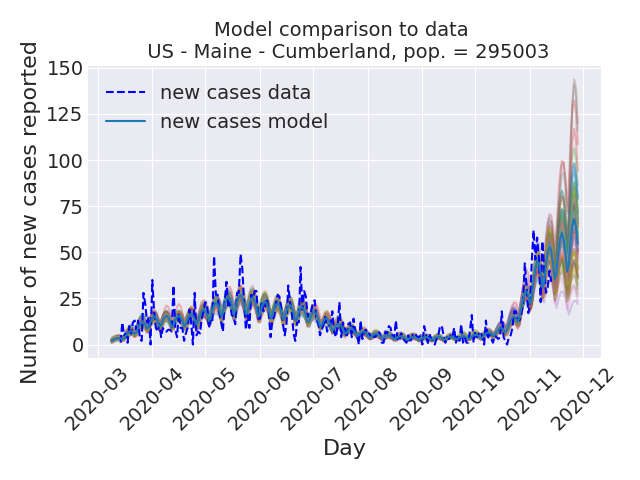 Model comparison to data
US - Maine - Cumberland, pop. = 295003
Number of new cases reported
150
125
100
75
50
25
0
new cases data
new cases model
2020-03
2020-04
2020-05
2020-06
2020-07
2020-08
2020-09
2020-10
2020-11
2020-12
Day